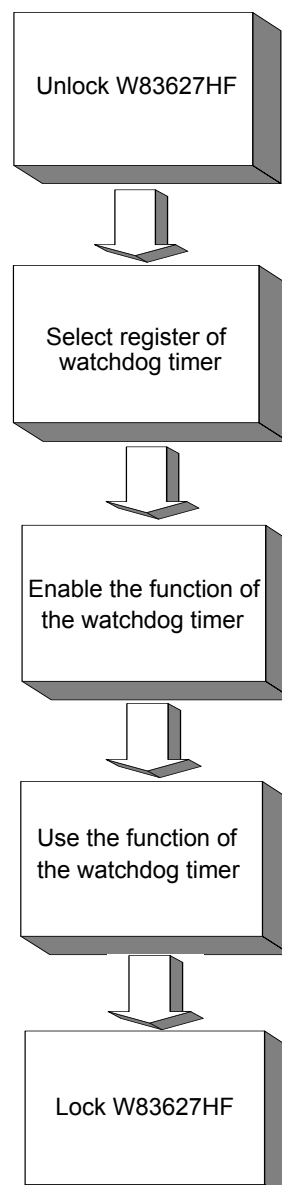 Unlock W83627HF
Select register of
watchdog timer
Enable the function of
the watchdog timer
Use the function of
the watchdog timer
Lock W83627HF